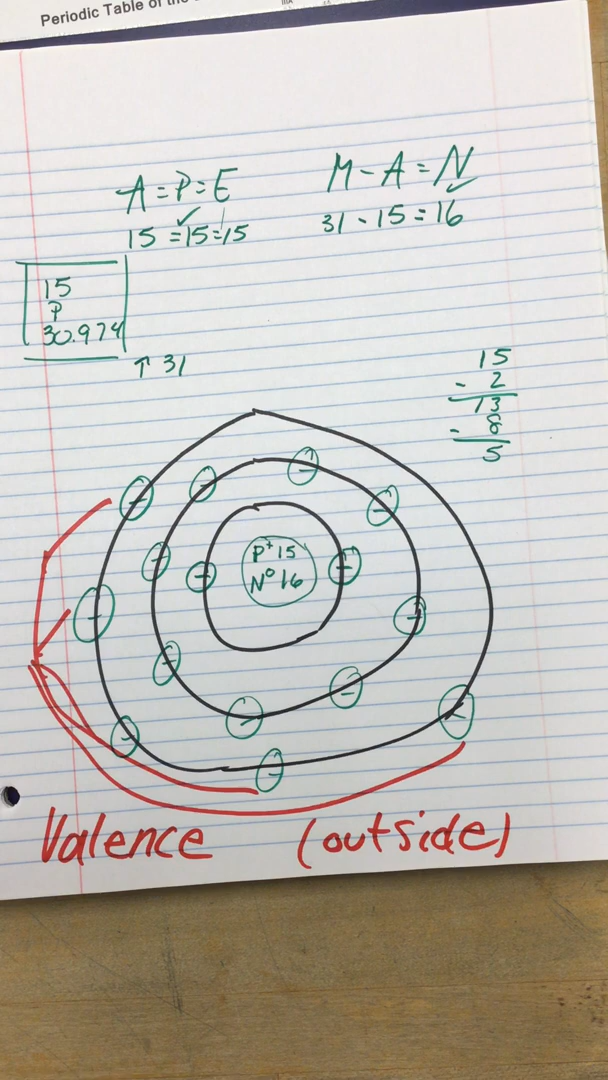 Periodic Table of the
A = P = E
15 = 15 = 15
M - A = N
31 - 15 = 16
15
P
30.974
↑ 31
15
- 2
13
- 8
5
P+ 15
N° 16
Valence (outside)